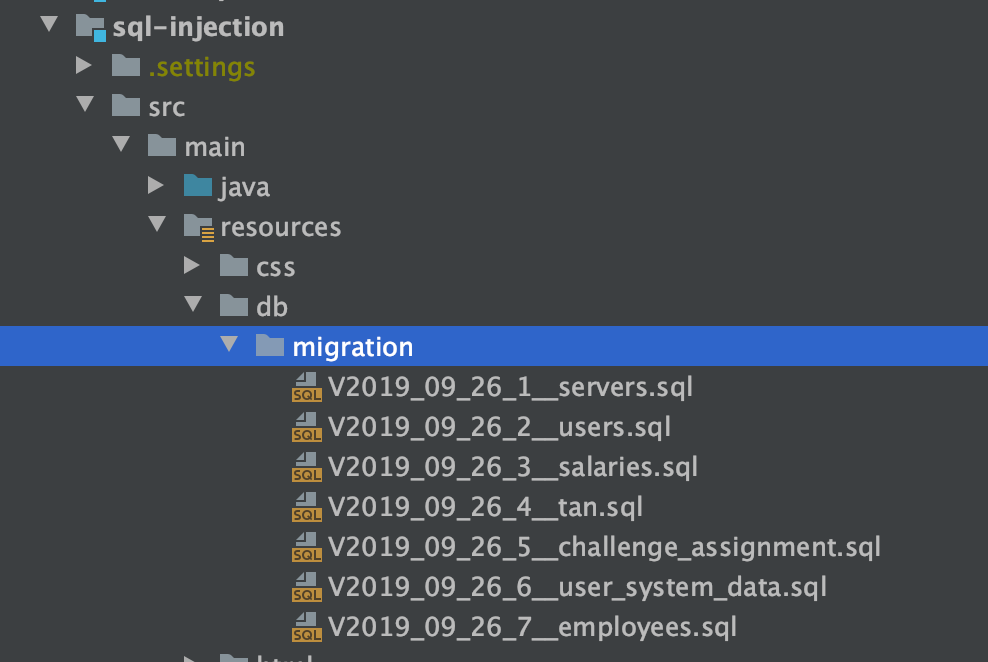 sql-injection
.settings
src
main
java
resources
css
db
migration
SQL V2019_09_26_1__servers.sql
SQL V2019_09_26_2__users.sql
SQL V2019_09_26_3__salaries.sql
SQL V2019_09_26_4__tan.sql
SQL V2019_09_26_5__challenge_assignment.sql
SQL V2019_09_26_6__user_system_data.sql
SQL V2019_09_26_7__employees.sql